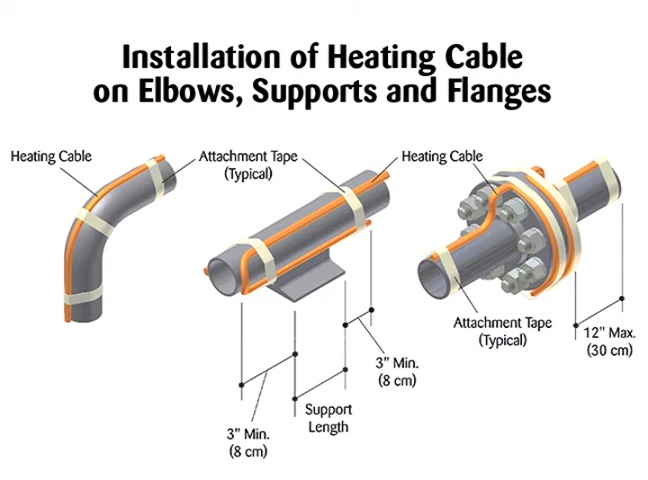 Installation of Heating Cable
on Elbows, Supports and Flanges
Heating Cable
Attachment Tape
(Typical)
Heating Cable
Attachment Tape
(Typical)
12" Max.
(30 cm)
3" Min.
(8 cm)
Support
Length
3" Min.
(8 cm)